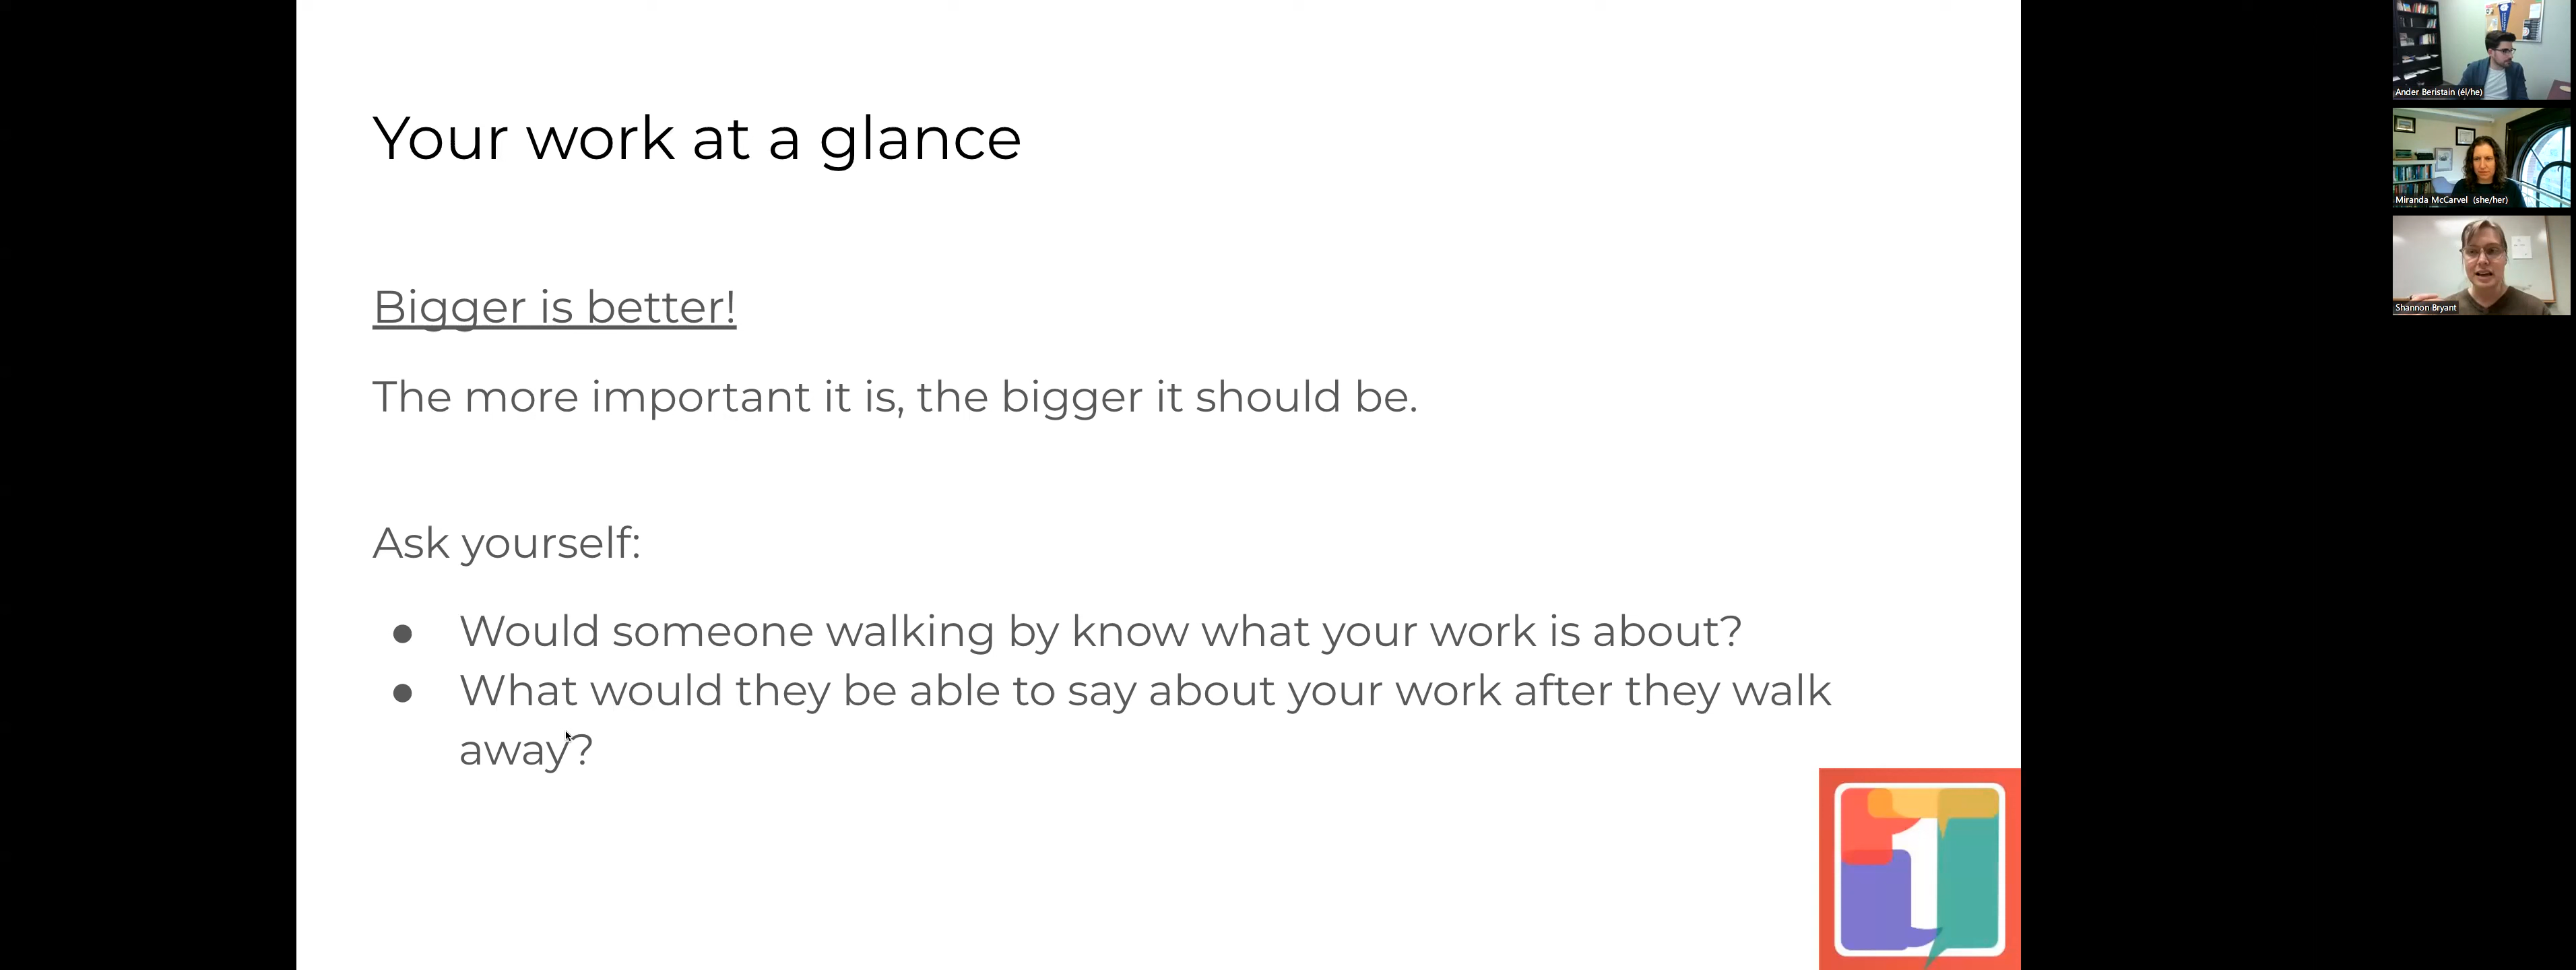 Your work at a glance
Bigger is better!
The more important it is, the bigger it should be.
Ask yourself:
● Would someone walking by know what your work is about?
● What would they be able to say about your work after they walk
away?
1
Ander Beristain (él/he)
Miranda McCarvel (she/her)
Shannon Bryant